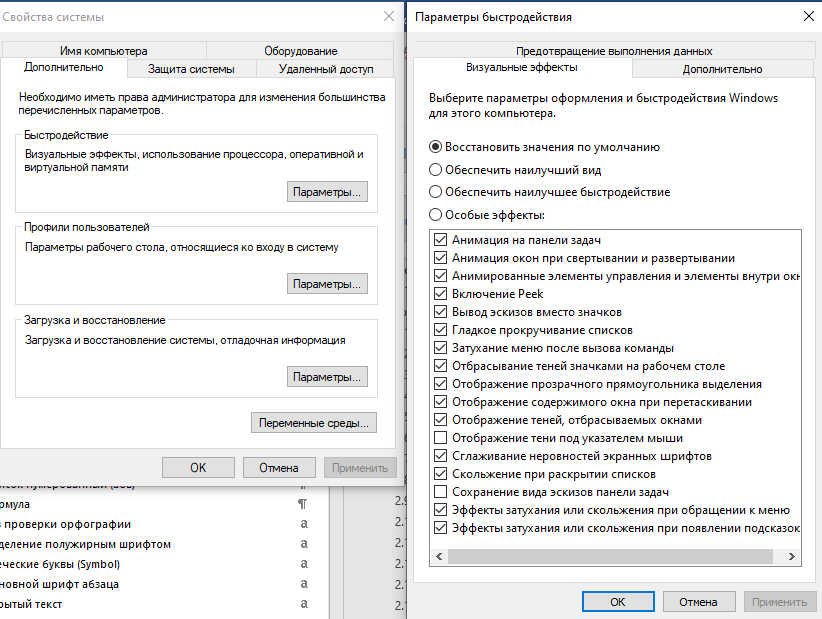 Свойства системы
Имя компьютера
Оборудование
Дополнительно
Защита системы
Удаленный доступ
Необходимо иметь права администратора для изменения большинства
перечисленных параметров.
Быстродействие
Визуальные эффекты, использование процессора, оперативной и
виртуальной памяти
Параметры...
Профили пользователей
Параметры рабочего стола, относящиеся ко входу в систему
Параметры...
Загрузка и восстановление
Загрузка и восстановление системы, отладочная информация
Параметры...
Переменные среды...
ОК
Отмена
Применить
в проверки орфографии
a
деление полужирным шрифтом
a
ческие буквы (Symbol)
a
новной шрифт абзаца
a
рытый текст
a
рмула
¶
Параметры быстродействия
Предотвращение выполнения данных
Визуальные эффекты
Дополнительно
Выберите параметры оформления и быстродействия Windows
для этого компьютера.
Восстановить значения по умолчанию
Обеспечить наилучший вид
Обеспечить наилучшее быстродействие
Особые эффекты:
Анимация на панели задач
Анимация окон при свертывании и развертывании
Анимированные элементы управления и элементы внутри окн
Включение Peek
Вывод эскизов вместо значков
Гладкое прокручивание списков
Затухание меню после вызова команды
Отбрасывание теней значками на рабочем столе
Отображение прозрачного прямоугольника выделения
Отображение содержимого окна при перетаскивании
Отображение теней, отбрасываемых окнами
Отображение тени под указателем мыши
Сглаживание неровностей экранных шрифтов
Скольжение при раскрытии списков
Сохранение вида эскизов панели задач
Эффекты затухания или скольжения при обращении к меню
Эффекты затухания или скольжения при появлении подсказок
ОК
Отмена
Применить